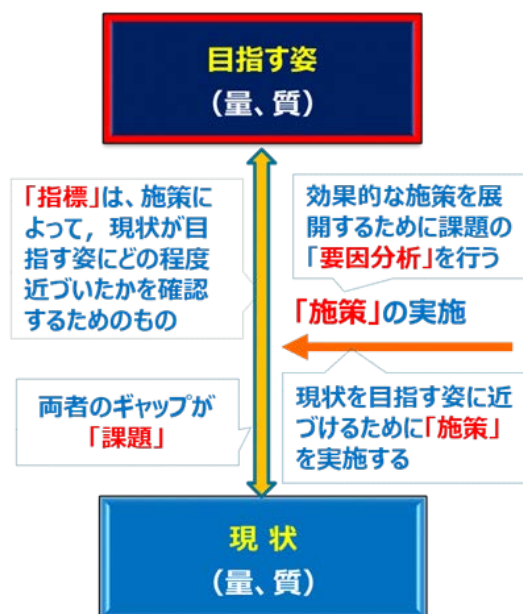 目指す姿
（量、質）
「指標」は、施策に
よって，現状が目
指す姿にどの程度
近づいたかを確認
するためのもの
効果的な施策を展
開するために課題の
「要因分析」を行う
「施策」の実施
両者のギャップが
「課題」
現状を目指す姿に近
づけるために「施策」
を実施する
現 状
（量、質）